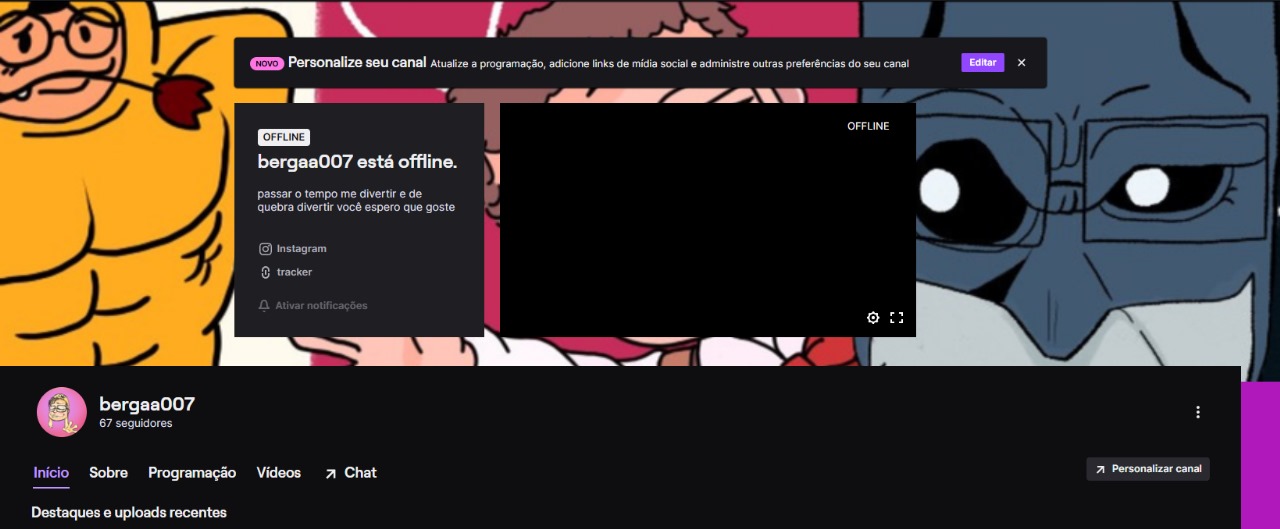 NOVO Personalize seu canal Atualize a programação, adicione links de mídia social e administre outras preferências do seu canal Editar
OFFLINE
bergaa007 está offline.
passar o tempo me divertir e de
quebra divertir você espero que goste
Instagram
tracker
Ativar notificações
OFFLINE
bergaa007
67 seguidores
Início Sobre Programação Vídeos Chat
Personalizar canal
Destaques e uploads recentes